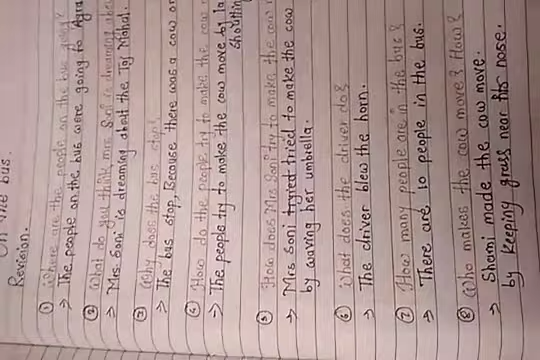 On the bus.
Revision.
① Where are the people on the bus going?
⇒ The people on the bus were going to Agra
② What do you think Mrs. Soni is dreaming
⇒ Mrs. Soni is dreaming about the Taj Mahal.
③ Why does the bus stop?
⇒ The bus stop, Because there was a cow on
④ How do the people try to make the cow
⇒ The people try to make the cow move by
shouting
⑤ How does Mrs Soni try to make the cow
⇒ Mrs Soni tryred tried to make the cow
by waving her umbrella.
⑥ What does the driver do?
⇒ The driver blew the horn.
⑦ How many people are in the bus?
⇒ There are 10 people in the bus.
⑧ Who makes the cow move? How?
⇒ Shami made the cow move.
by keeping grass near his nose.